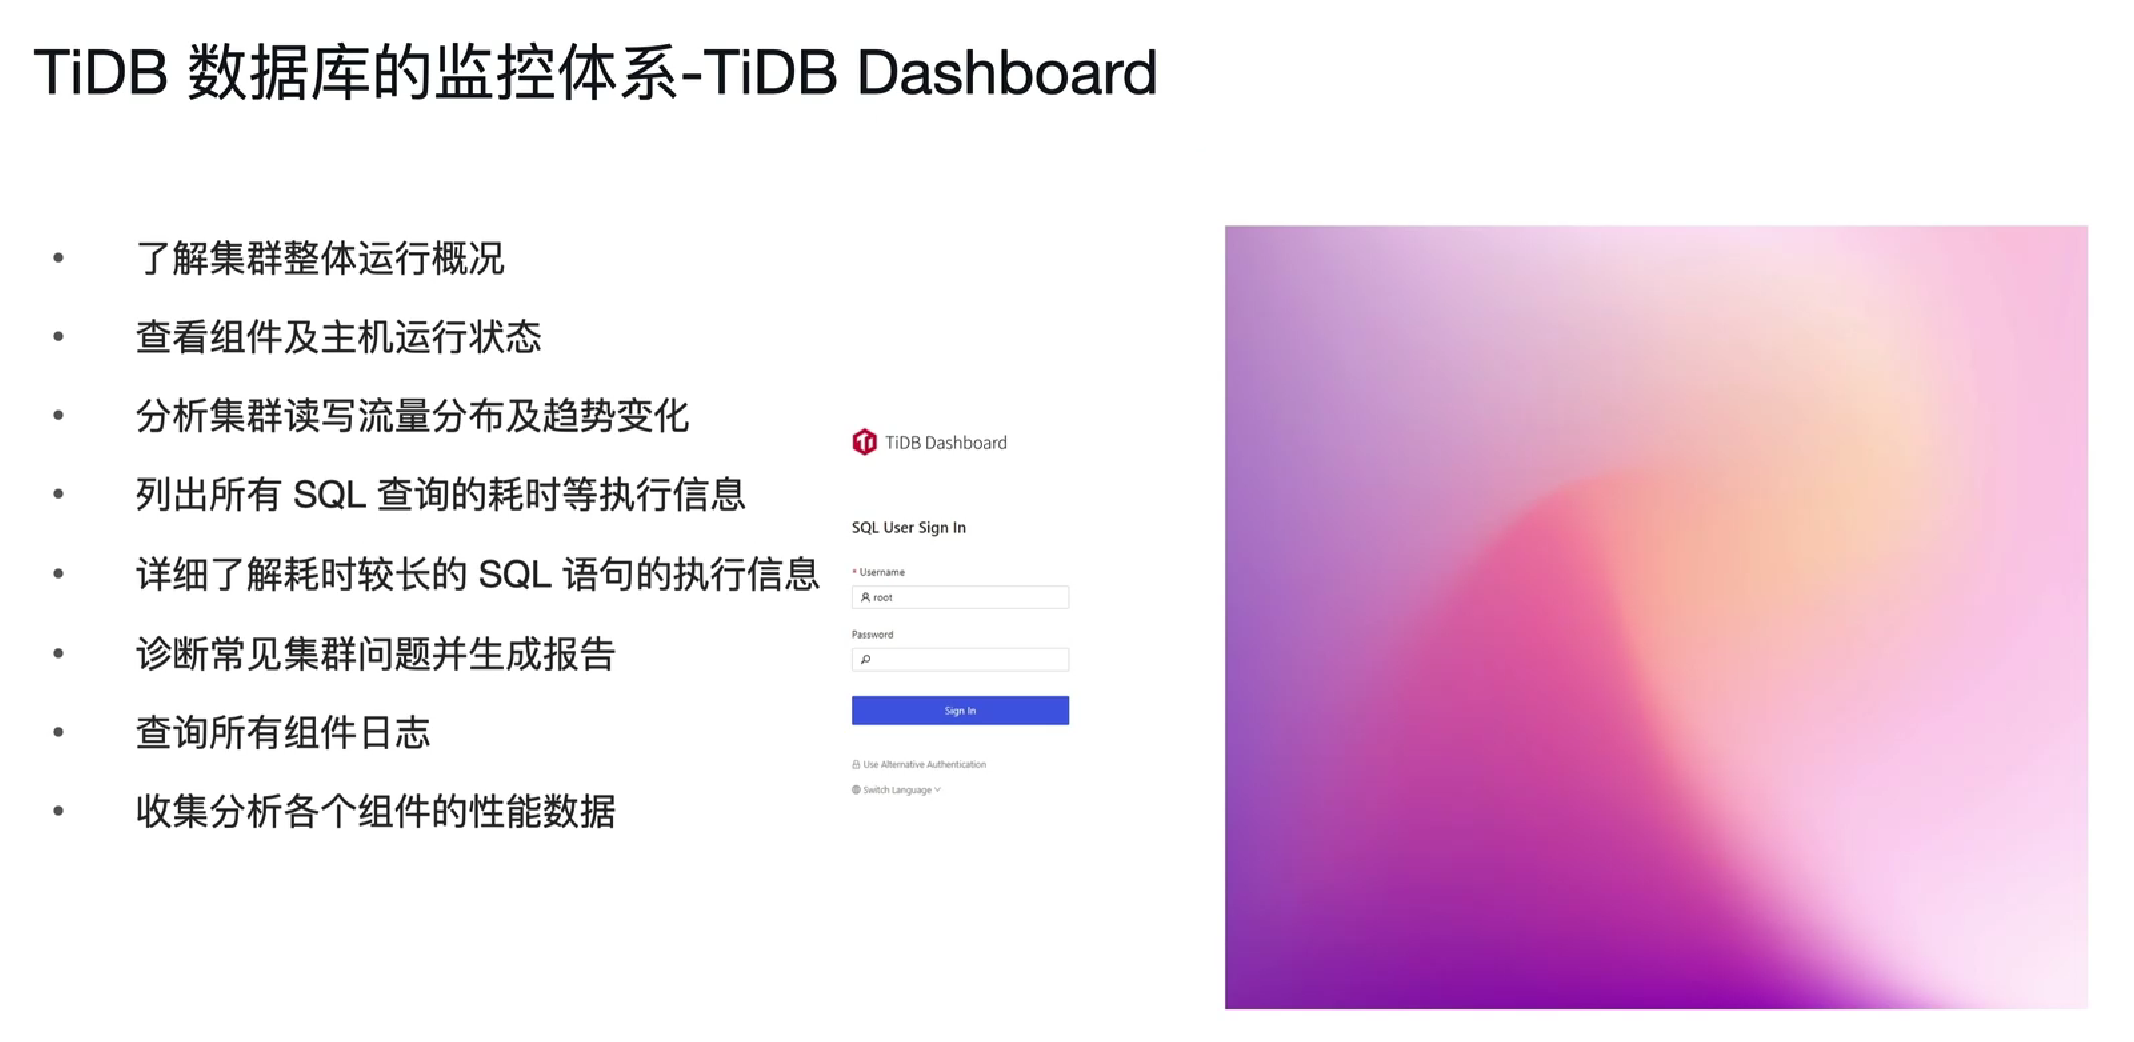 TiDB 数据库的监控体系-TiDB Dashboard
• 了解集群整体运行概况
• 查看组件及主机运行状态
• 分析集群读写流量分布及趋势变化
• 列出所有 SQL 查询的耗时等执行信息
• 详细了解耗时较长的 SQL 语句的执行信息
• 诊断常见集群问题并生成报告
• 查询所有组件日志
• 收集分析各个组件的性能数据
TiDB Dashboard
SQL User Sign In
* Username
root
Password
Sign In
Use Alternative Authentication
Switch Language